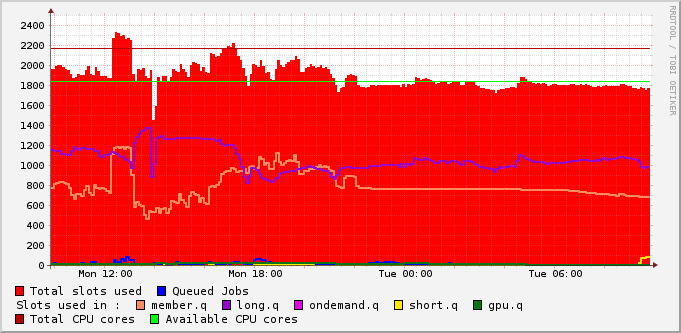 RRDTOOL / TOBI OETIKER
2400
2200
2000
1800
1600
1400
1200
1000
800
600
400
200
0
Mon 12:00 Mon 18:00 Tue 00:00 Tue 06:00
Total slots used Queued Jobs
Slots used in : member.q long.q ondemand.q short.q gpu.q
Total CPU cores Available CPU cores